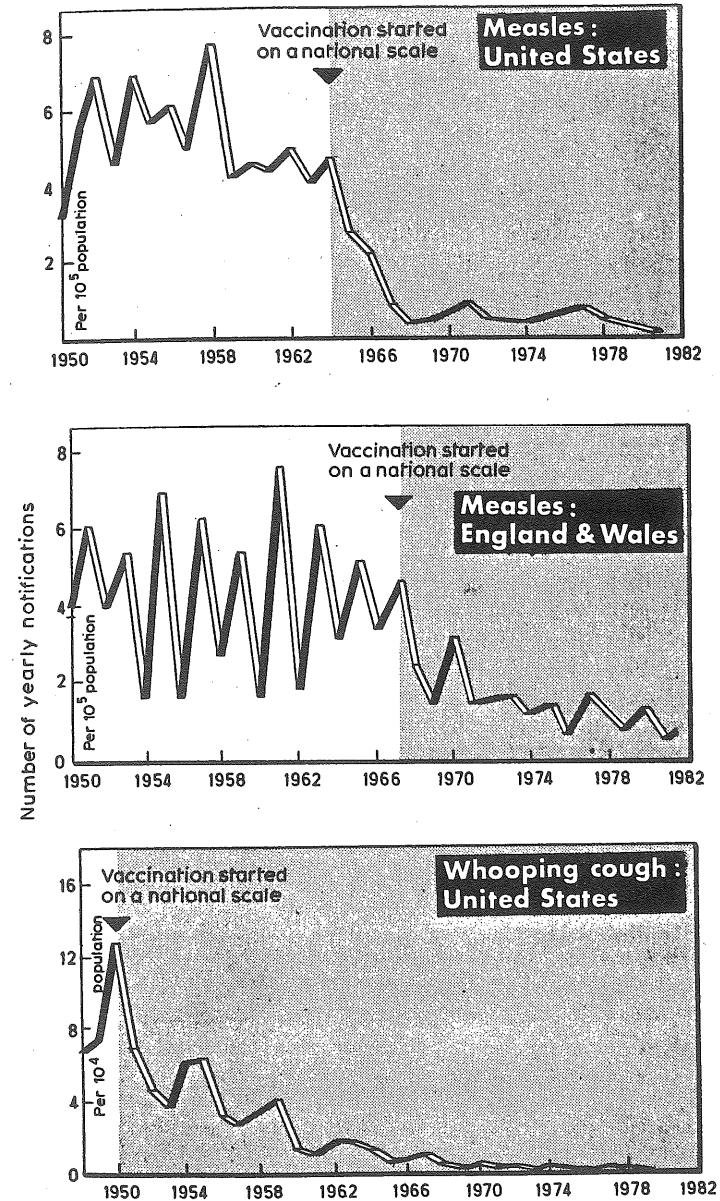 Vaccination started
on a national scale
Measles :
United States
8
6
4
2
Per 10⁵ population
1950 1954 1958 1962 1966 1970 1974 1978 1982
Number of yearly notifications
Vaccination started
on a national scale
Measles :
England & Wales
8
6
4
2
0
Per 10⁵ population
1950 1954 1958 1962 1966 1970 1974 1978 1982
Vaccination started
on a national scale
Whooping cough :
United States
16
12
8
4
0
Per 10⁴ population
1950 1954 1958 1962 1966 1970 1974 1978 1982